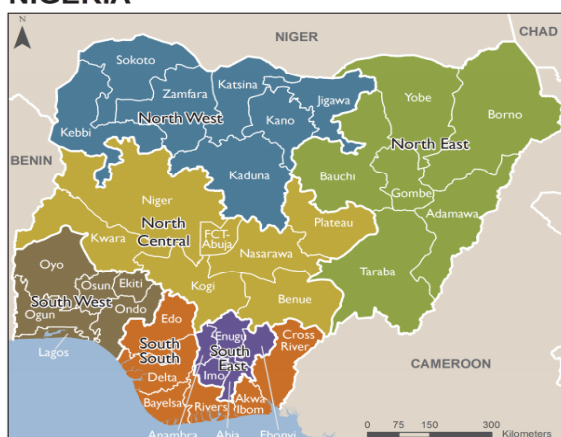 NIGERIA
N
NIGER
CHAD
Sokoto
Katsina
Zamfara
Jigawa
Yobe
Borno
North West
Kano
Kebbi
North East
BENIN
Kaduna
Bauchi
Gombe
Niger
Adamawa
North
Central
Plateau
FCT-
Abuja
Kwara
Nasarawa
Oyo
Taraba
Osun
Ekiti
Kogi
Benue
South West
Ogun
Ondo
Edo
Enugu
Cross
River
South
South
South
East
Lagos
CAMEROON
Imo
Delta
Bayelsa
Rivers
Akwa
Ibom
Anambra
Abia
Ebonyi
0 75 150 300
Kilometers